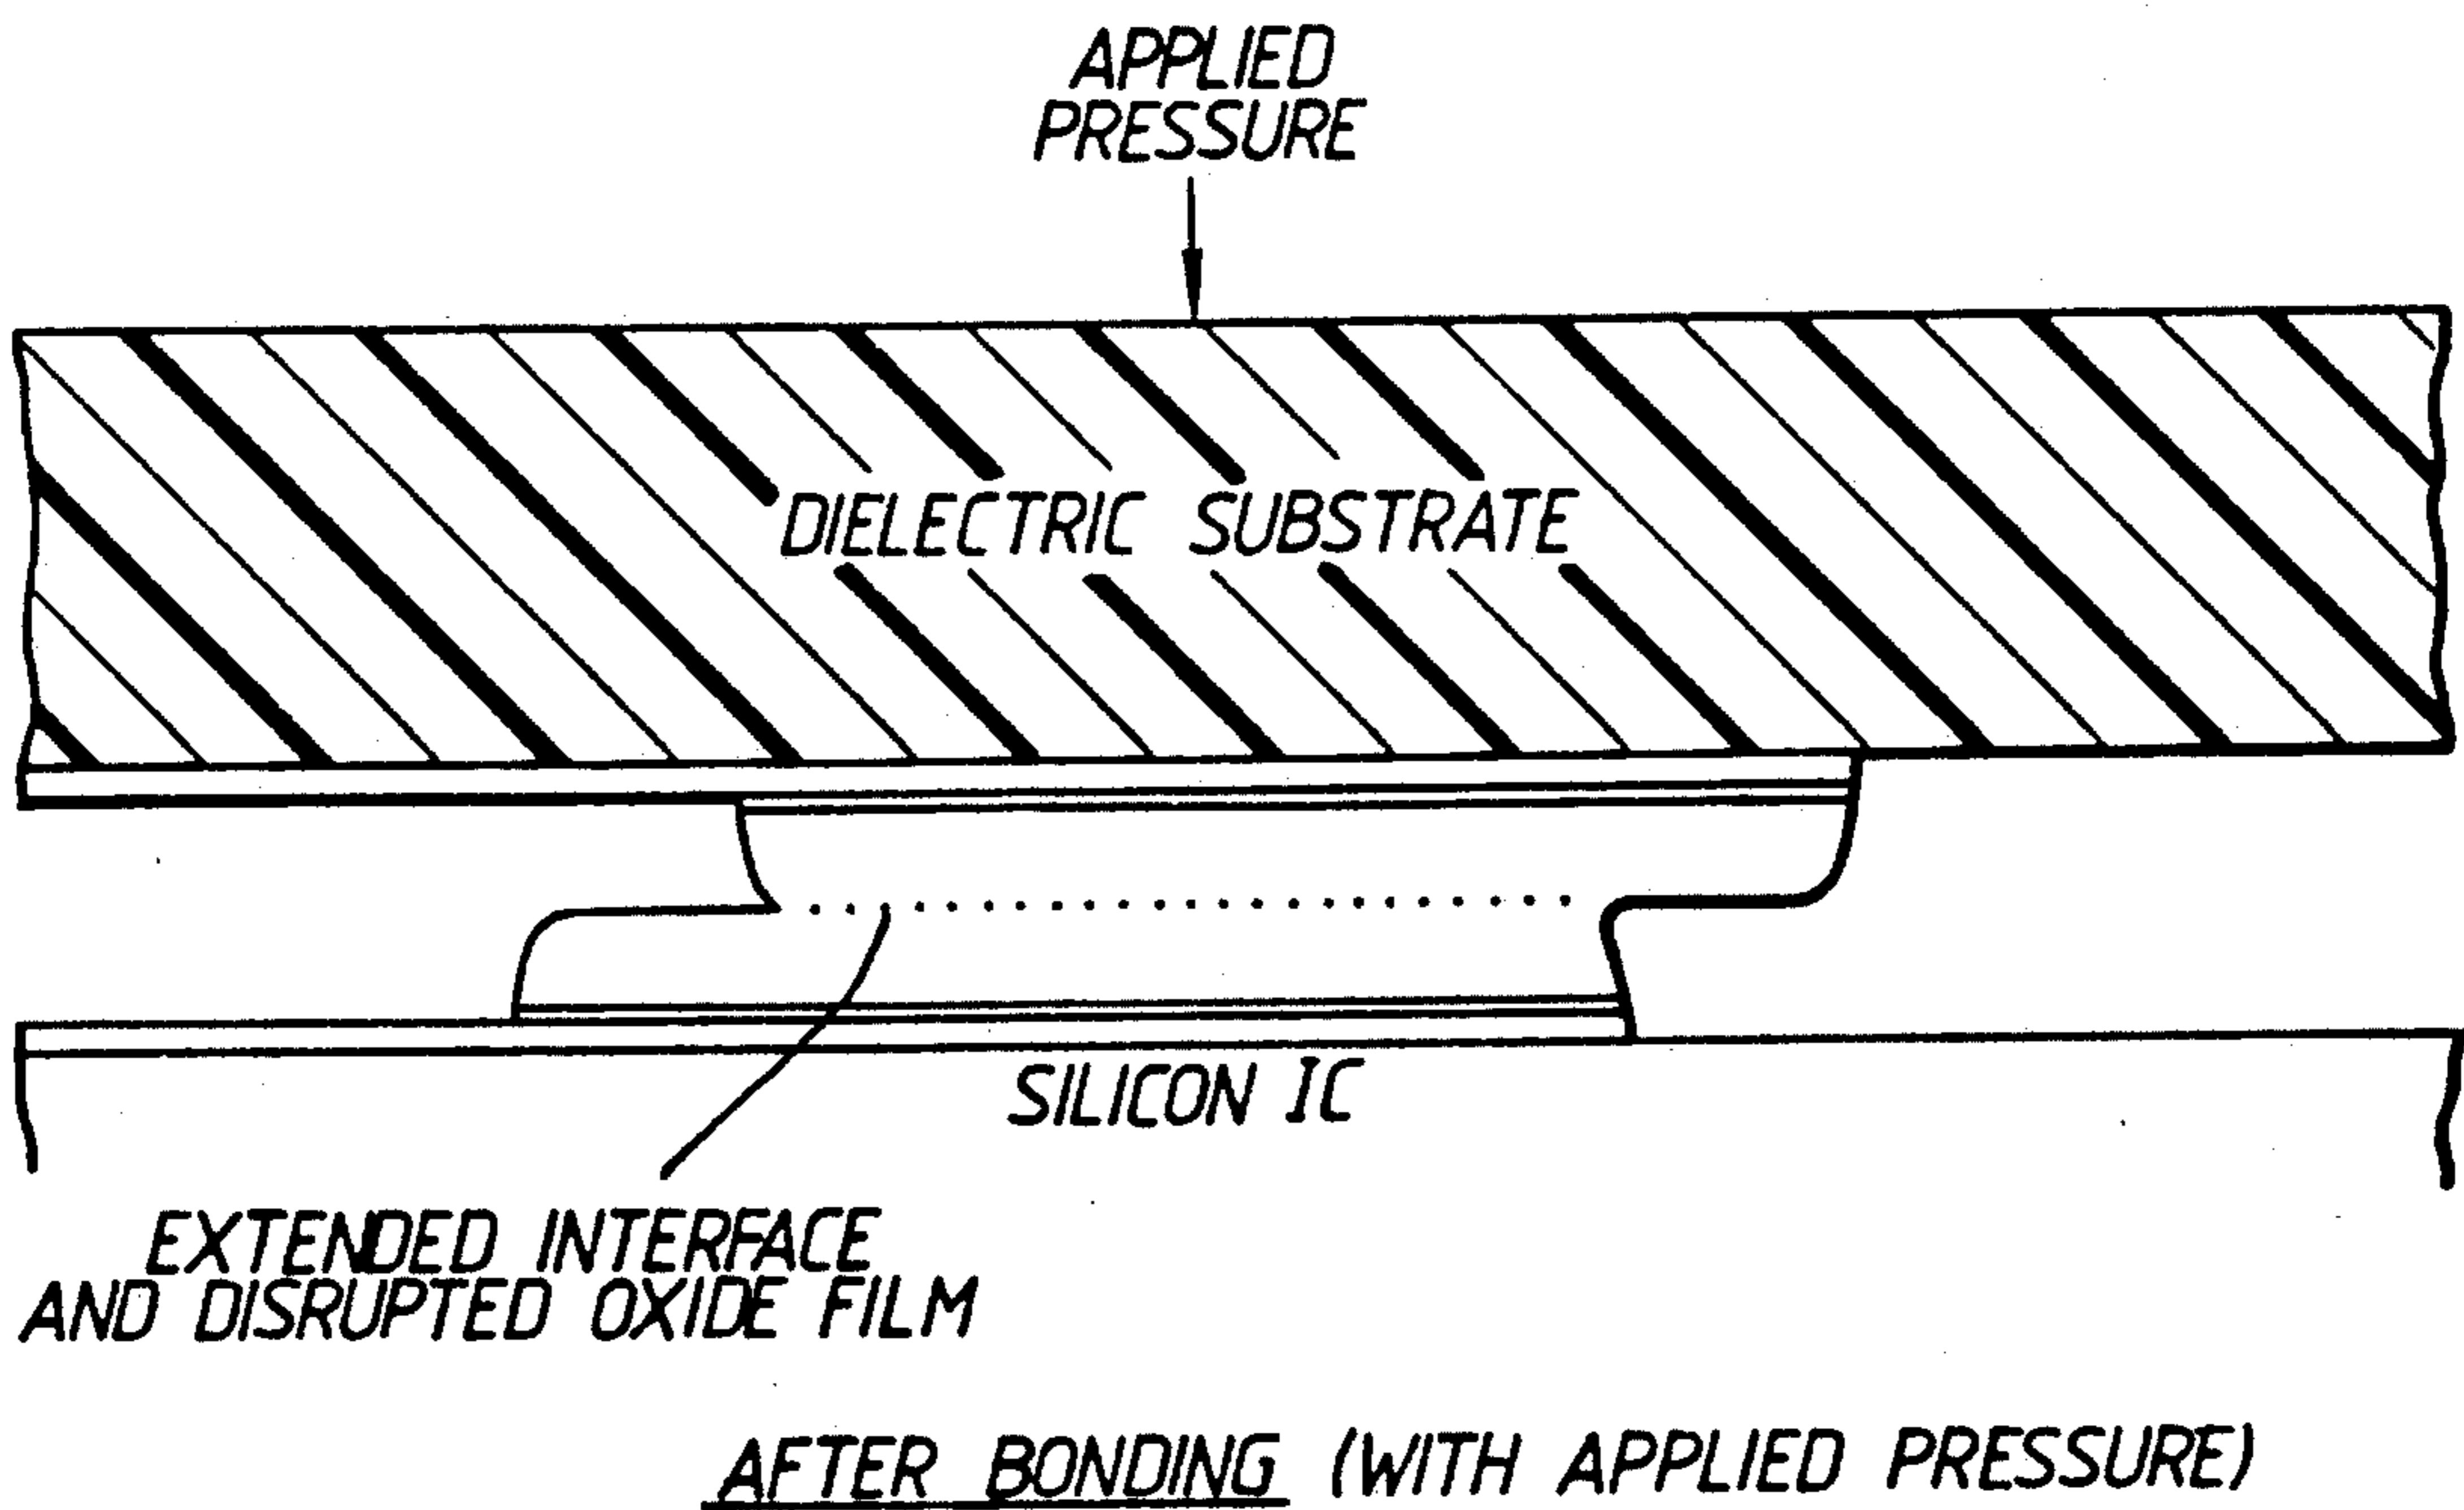 APPLIED
PRESSURE
DIELECTRIC SUBSTRATE
SILICON IC
EXTENDED INTERFACE
AND DISRUPTED OXIDE FILM
AFTER BONDING (WITH APPLIED PRESSURE)